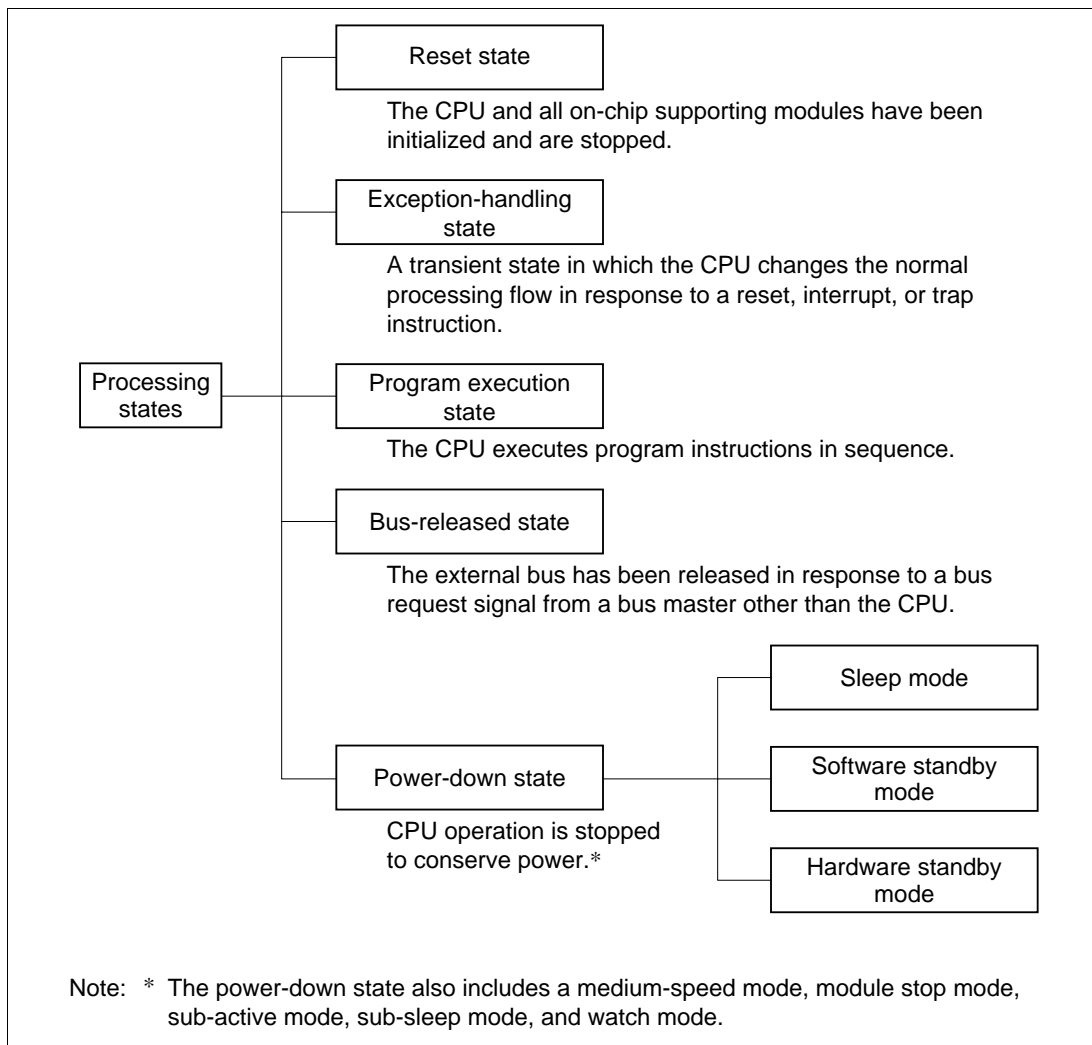 Reset state
The CPU and all on-chip supporting modules have been
initialized and are stopped.
Exception-handling
state
A transient state in which the CPU changes the normal
processing flow in response to a reset, interrupt, or trap
instruction.
Processing
states
Program execution
state
The CPU executes program instructions in sequence.
Bus-released state
The external bus has been released in response to a bus
request signal from a bus master other than the CPU.
Sleep mode
Power-down state
Software standby
mode
CPU operation is stopped
to conserve power.*
Hardware standby
mode
Note: * The power-down state also includes a medium-speed mode, module stop mode,
sub-active mode, sub-sleep mode, and watch mode.